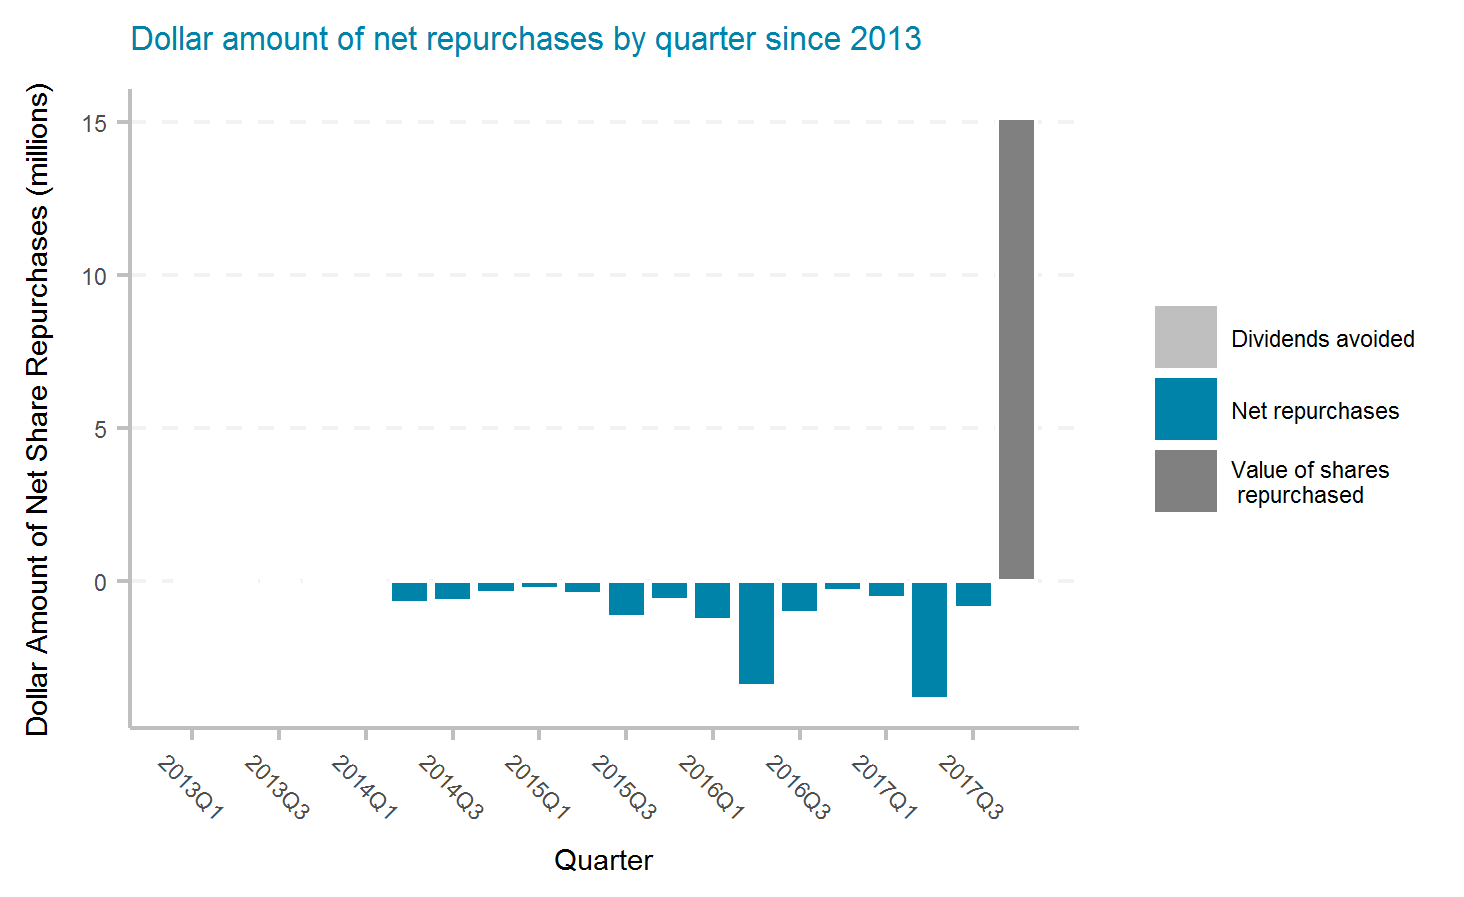 Dollar amount of net repurchases by quarter since 2013
Dollar Amount of Net Share Repurchases (millions)
15
10
5
0
2013Q1
2013Q3
2014Q1
2014Q3
2015Q1
2015Q3
2016Q1
2016Q3
2017Q1
2017Q3
Quarter
Dividends avoided
Net repurchases
Value of shares
repurchased